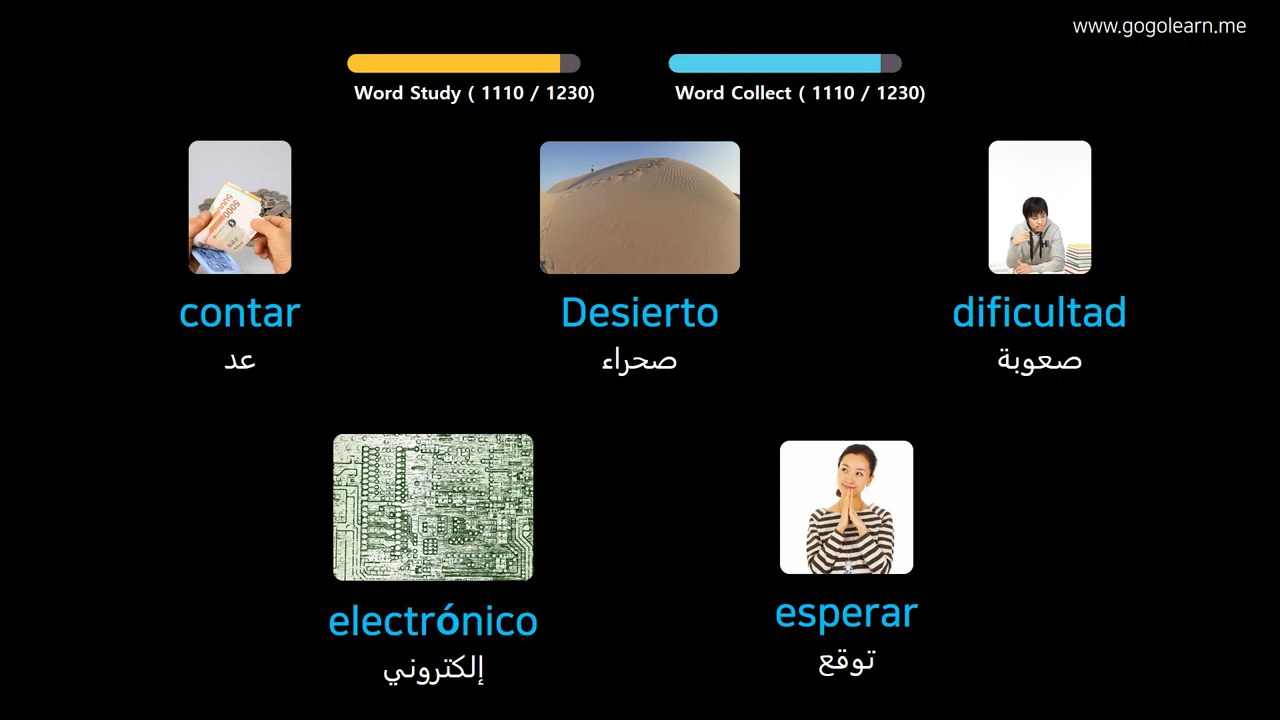 www.gogolearn.me
Word Study ( 1110 / 1230)
Word Collect ( 1110 / 1230)
contar
عد
Desierto
صحراء
dificultad
صعوبة
electrónico
إلكتروني
esperar
توقع